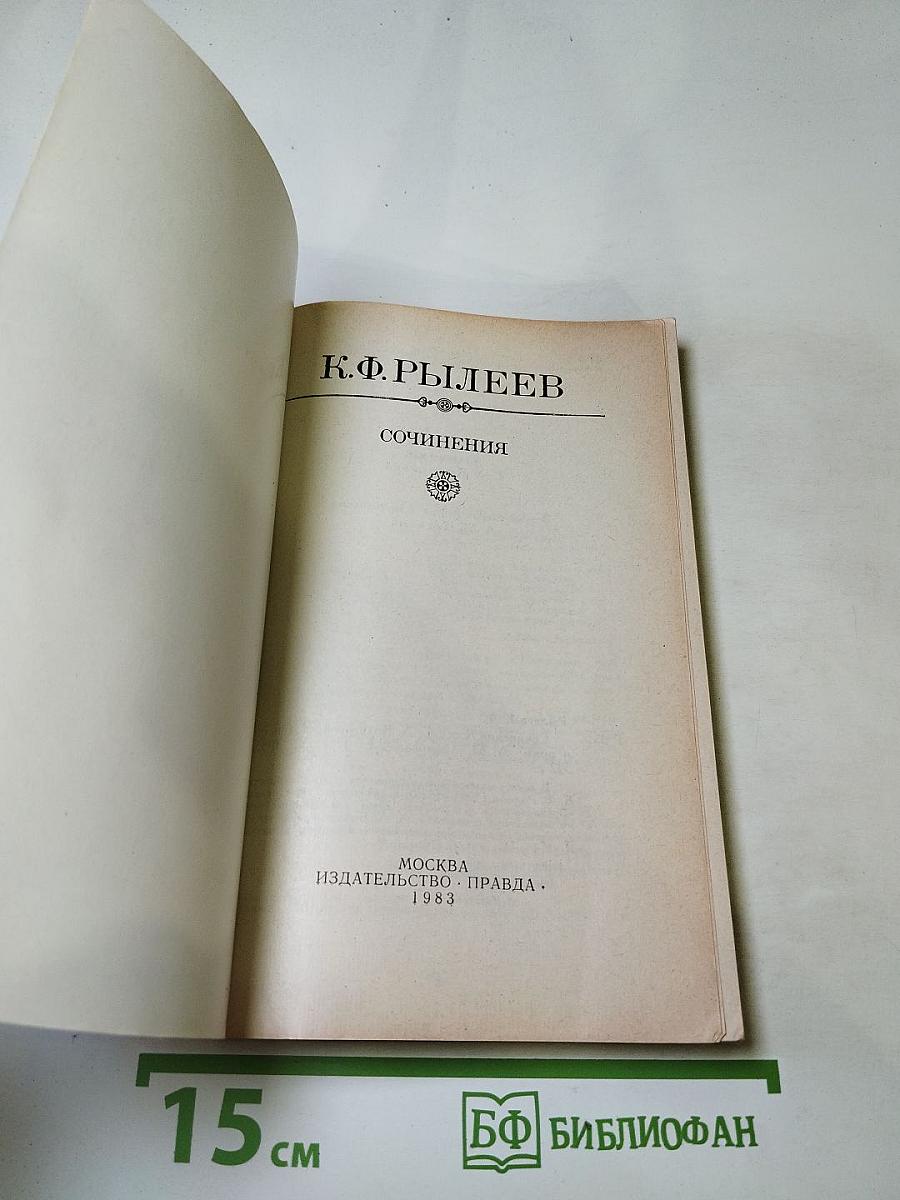 К.Ф.РЫЛЕЕВ
СОЧИНЕНИЯ
МОСКВА
ИЗДАТЕЛЬСТВО · ПРАВДА ·
1983
15 см
БФ БИБЛИОФАН